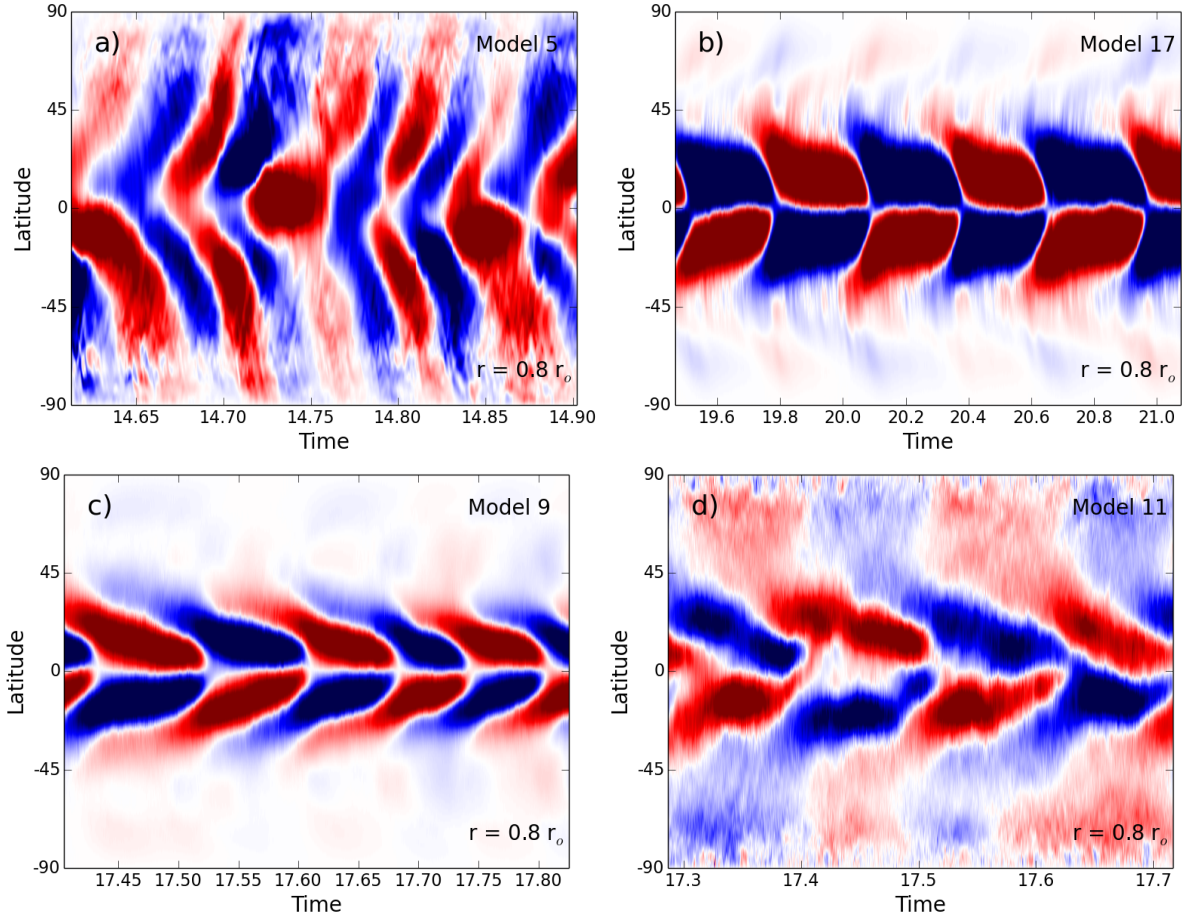 a)
Model 5
90
45
0
-45
-90
Latitude
r = 0.8 rₒ
14.65 14.70 14.75 14.80 14.85 14.90
Time
b)
Model 17
90
45
0
-45
-90
Latitude
r = 0.8 rₒ
19.6 19.8 20.0 20.2 20.4 20.6 20.8 21.0
Time
c)
Model 9
90
45
0
-45
-90
Latitude
r = 0.8 rₒ
17.45 17.50 17.55 17.60 17.65 17.70 17.75 17.80
Time
d)
Model 11
90
45
0
-45
-90
Latitude
r = 0.8 rₒ
17.3 17.4 17.5 17.6 17.7
Time